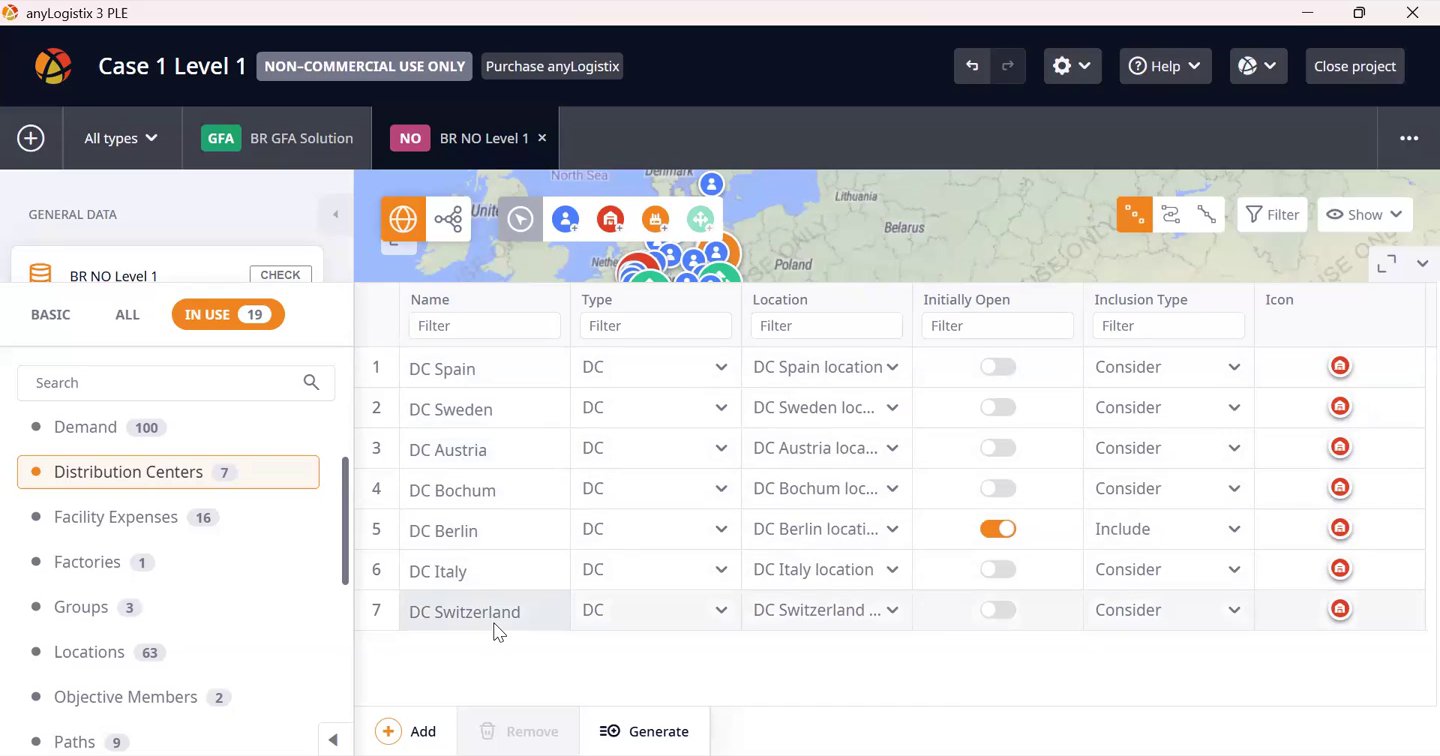 anyLogistix 3 PLE
Case 1 Level 1 NON-COMMERCIAL USE ONLY Purchase anyLogistix Help Close project
All types GFA BR GFA Solution NO BR NO Level 1
GENERAL DATA
BR NO Level 1 CHECK
North Sea
Denmark
Lithuania
Belarus
Poland
Filter Show
BASIC ALL IN USE 19
Search
Demand 100
Distribution Centers 7
Facility Expenses 16
Factories 1
Groups 3
Locations 63
Objective Members 2
Paths 9
Name Type Location Initially Open Inclusion Type Icon
Filter Filter Filter Filter Filter
1 DC Spain DC DC Spain location Consider
2 DC Sweden DC DC Sweden loc... Consider
3 DC Austria DC DC Austria loca... Consider
4 DC Bochum DC DC Bochum loc... Consider
5 DC Berlin DC DC Berlin locati... Include
6 DC Italy DC DC Italy location Consider
7 DC Switzerland DC DC Switzerland ... Consider
Add Remove Generate